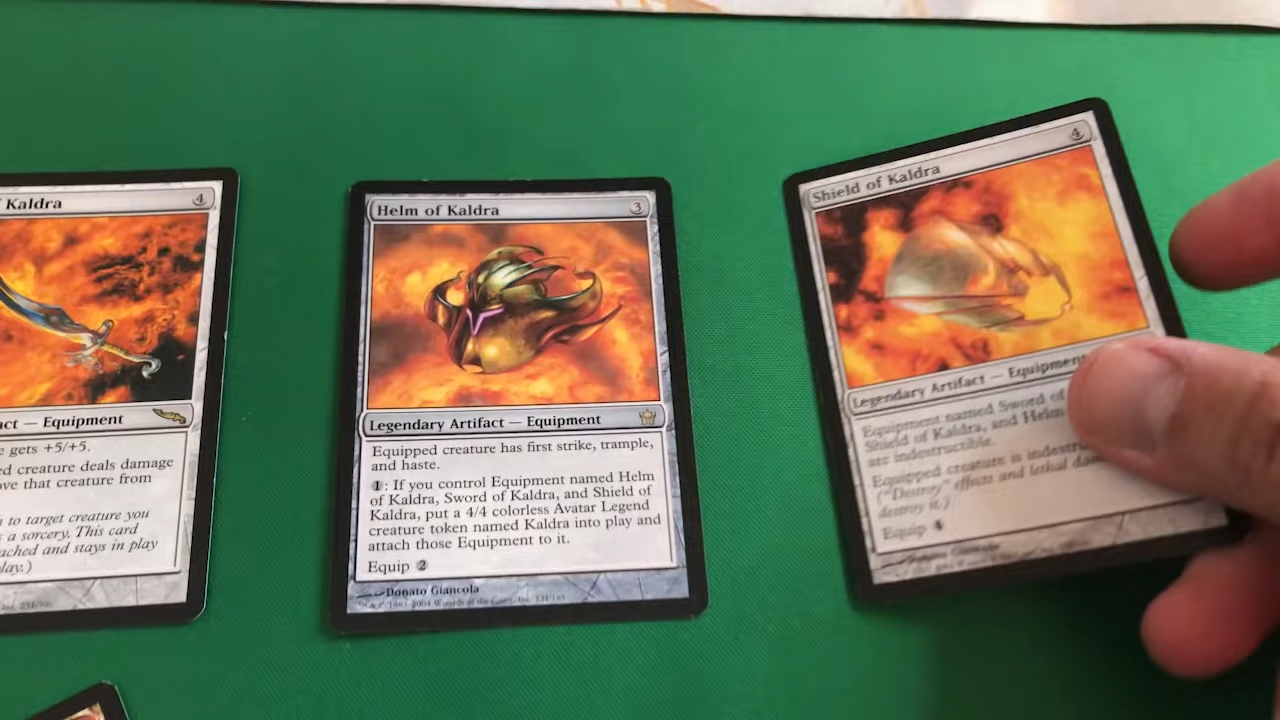 f Kaldra 4
act — Equipment
e gets +5/+5.
ed creature deals damage
ove that creature from
n to target creature you
s a sorcery. This card
ached and stays in play
lay.)
Helm of Kaldra 3
Legendary Artifact — Equipment
Equipped creature has first strike, trample,
and haste.
1: If you control Equipment named Helm
of Kaldra, Sword of Kaldra, and Shield of
Kaldra, put a 4/4 colorless Avatar Legend
creature token named Kaldra into play and
attach those Equipment to it.
Equip 2
Donato Giancola
Shield of Kaldra 4
Legendary Artifact — Equipment
Equipment named Sword of
Shield of Kaldra, and Helm
are indestructible.
Equipped creature is indestr
("Destroy" effects and lethal dam
destroy it.)
Equip 4